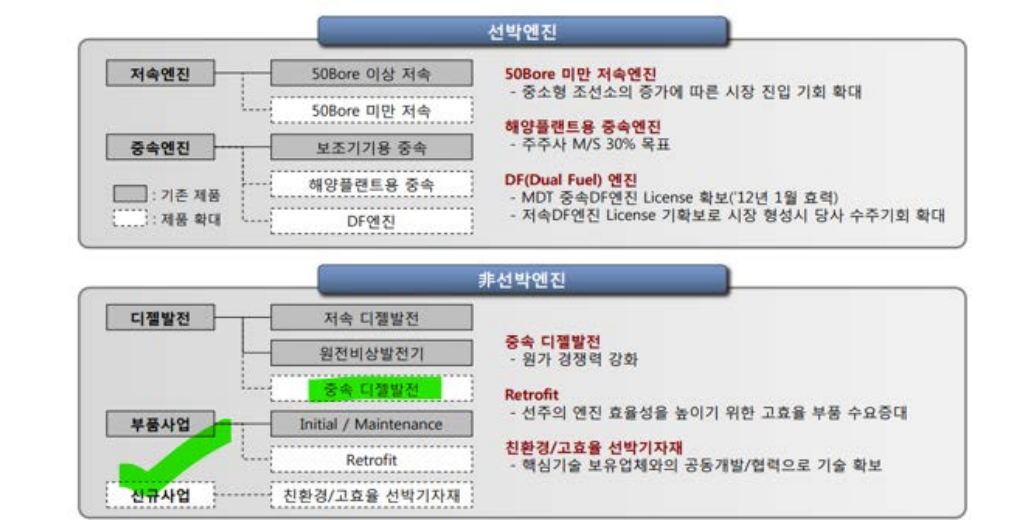 선박엔진
저속엔진
50Bore 이상 저속
50Bore 미만 저속
중속엔진
보조기기용 중속
해양플랜트용 중속
DF엔진
: 기존 제품
: 제품 확대
50Bore 미만 저속엔진
- 중소형 조선소의 증가에 따른 시장 진입 기회 확대
해양플랜트용 중속엔진
- 주주사 M/S 30% 목표
DF(Dual Fuel) 엔진
- MDT 중속DF엔진 License 확보('12년 1월 효력)
- 저속DF엔진 License 기확보로 시장 형성시 당사 수주기회 확대
非선박엔진
디젤발전
저속 디젤발전
원전비상발전기
중속 디젤발전
부품사업
Initial / Maintenance
Retrofit
신규사업
친환경/고효율 선박기자재
중속 디젤발전
- 원가 경쟁력 강화
Retrofit
- 선주의 엔진 효율성을 높이기 위한 고효율 부품 수요증대
친환경/고효율 선박기자재
- 핵심기술 보유업체와의 공동개발/협력으로 기술 확보